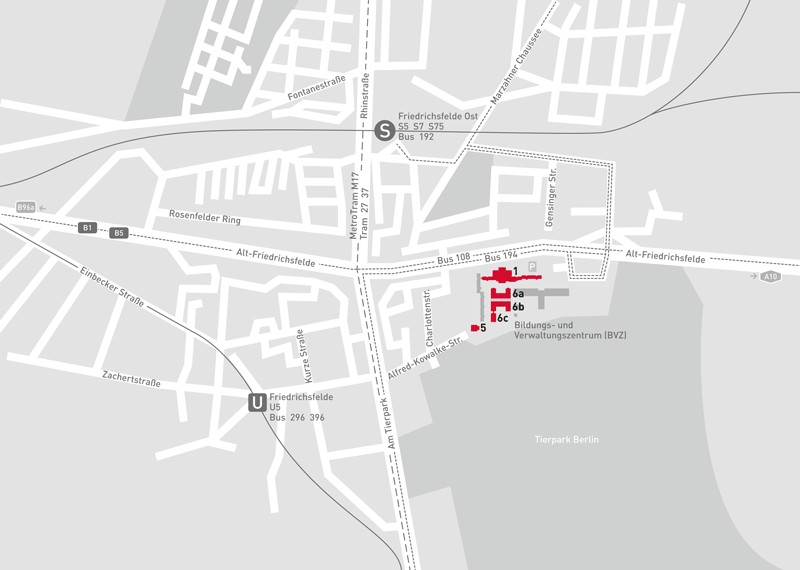 Fontanestraße
Rhinstraße
Marzahner Chaussee
S
Friedrichsfelde Ost
S5 S7 S75
Bus 192
MetroTram M17
Tram 27 37
Gensinger Str.
B96a ←
B1
B5
Rosenfelder Ring
Alt-Friedrichsfelde
Bus 108
Bus 194
Alt-Friedrichsfelde
→ A10
P
1
6a
6b
6c
5
Bildungs- und
Verwaltungszentrum (BVZ)
Einbecker Straße
Charlottenstr.
Kurze Straße
Alfred-Kowalke-Str.
Zachertstraße
U
Friedrichsfelde
U5
Bus 296 396
Am Tierpark
Tierpark Berlin